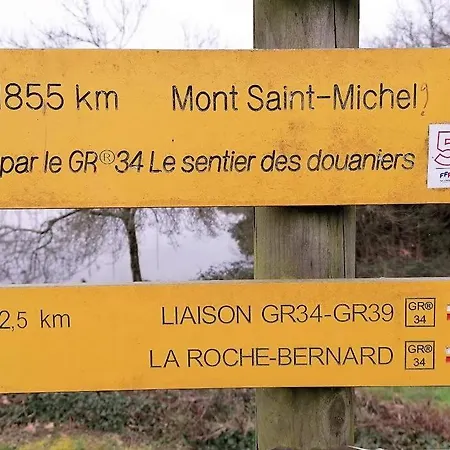 1855 km Mont Saint-Michel
par le GR®34 Le sentier des douaniers
2,5 km LIAISON GR34-GR39 GR® 34
LA ROCHE-BERNARD GR® 34